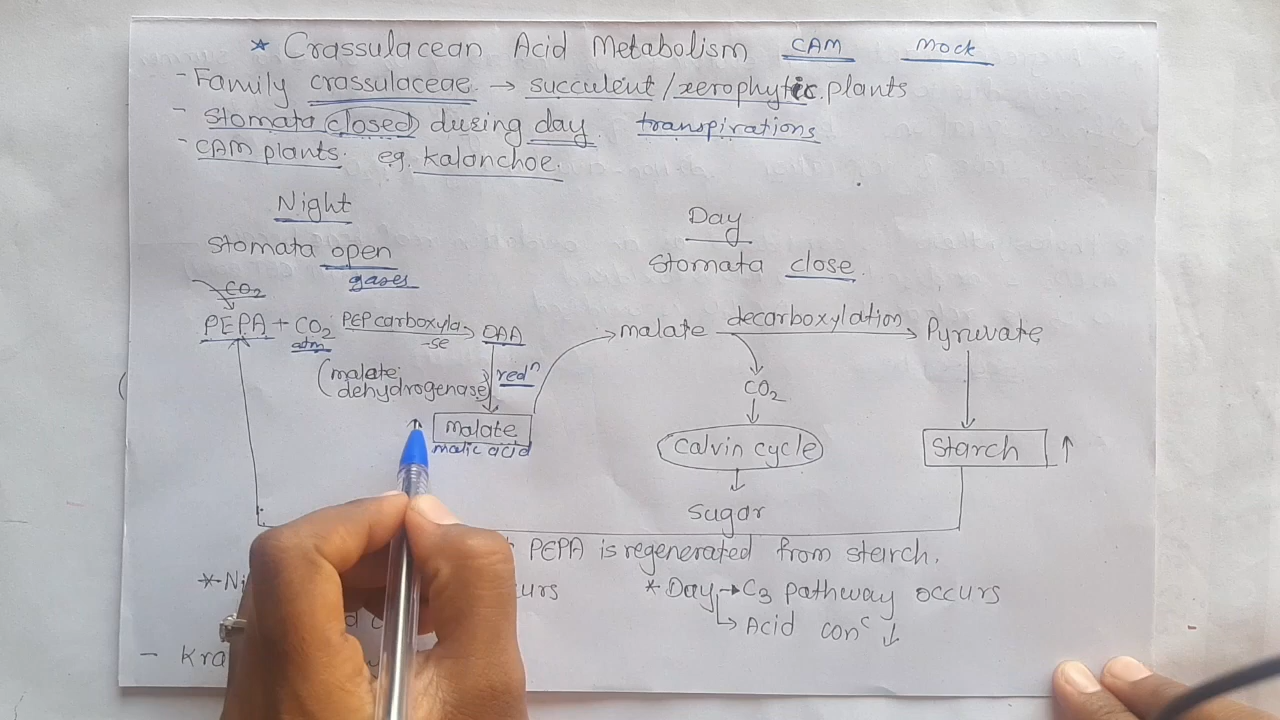 * Crassulacean Acid Metabolism CAM Mock
- Family crassulaceae → succulent / xerophytic plants
- Stomata closed during day. transpirations
- CAM plants. eg. kalanchoe.
Night
Stomata open
gases
CO₂
PEPA + CO₂ PEP carboxyla-se → OAA
atm
(malate dehydrogenase) redⁿ
↑ Malate
malic acid
Day
Stomata close.
→ malate decarboxylation → Pyruvate
CO₂
Calvin cycle
Starch ↑
Sugar
PEPA is regenerated from starch.
* Ni urs
* Day → C₃ pathway occurs
↳ Acid conᶜ ↓
- Kra